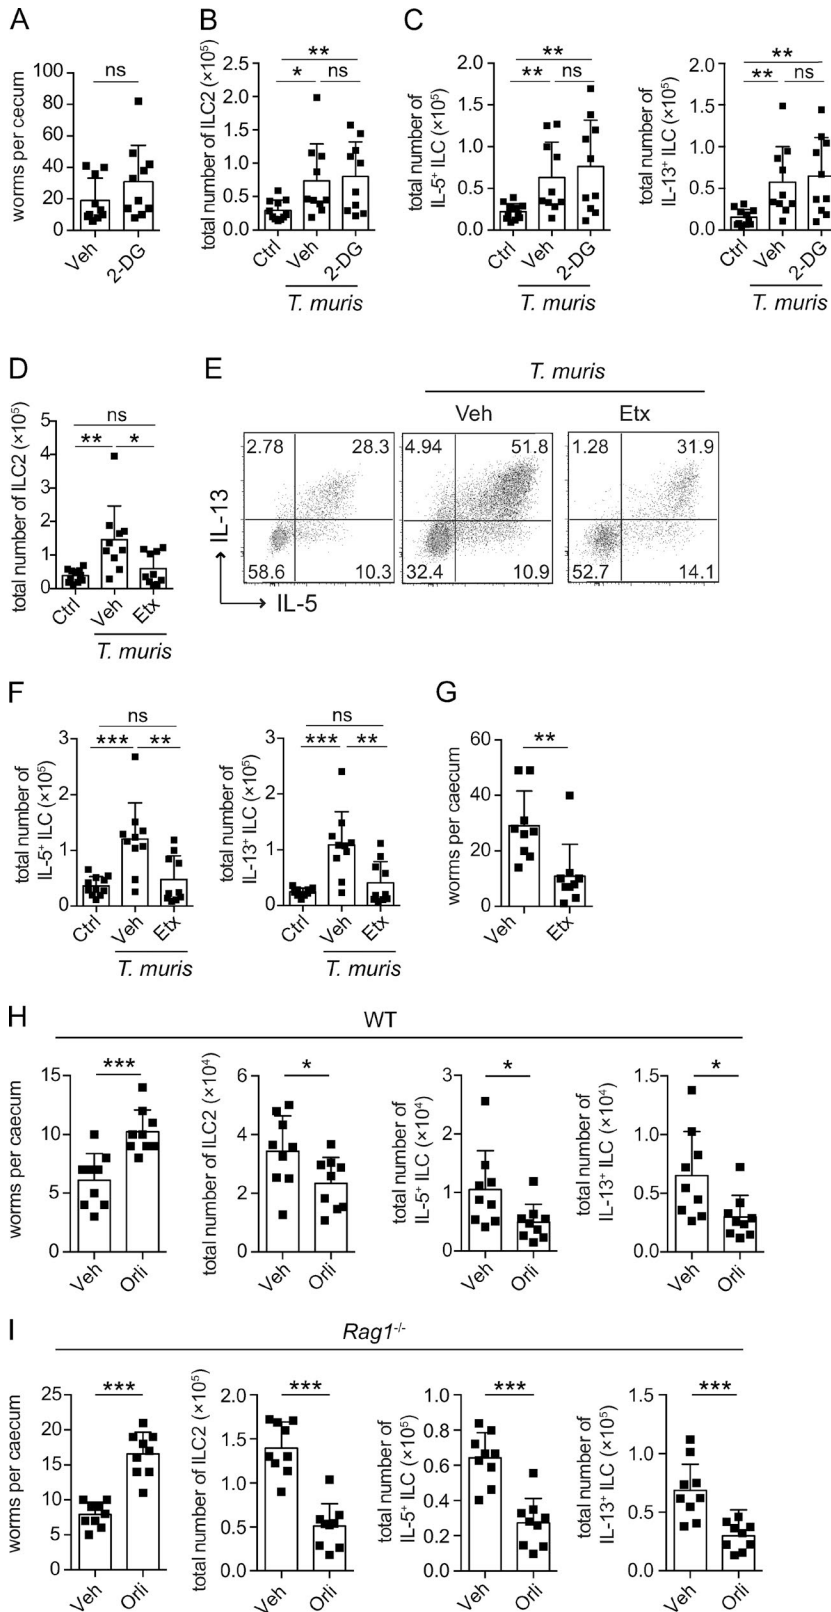 A
worms per cecum
100
80
60
40
20
0
ns
Veh
2-DG
B
total number of ILC2 (×10⁵)
2.5
2.0
1.5
1.0
0.5
0.0
**
*
ns
Ctrl
Veh
2-DG
T. muris
C
total number of
IL-5⁺ ILC (×10⁵)
2.0
1.5
1.0
0.5
0.0
**
**
ns
Ctrl
Veh
2-DG
T. muris
total number of
IL-13⁺ ILC (×10⁵)
2.0
1.5
1.0
0.5
0.0
**
**
ns
Ctrl
Veh
2-DG
T. muris
D
total number of ILC2 (×10⁵)
5
4
3
2
1
0
ns
**
*
Ctrl
Veh
Etx
T. muris
E
T. muris
Veh
Etx
2.78
28.3
58.6
10.3
4.94
51.8
32.4
10.9
1.28
31.9
52.7
14.1
IL-13
IL-5
F
total number of
IL-5⁺ ILC (×10⁵)
3
2
1
0
ns
***
**
Ctrl
Veh
Etx
T. muris
total number of
IL-13⁺ ILC (×10⁵)
3
2
1
0
ns
***
**
Ctrl
Veh
Etx
T. muris
G
worms per caecum
60
40
20
0
**
Veh
Etx
H
WT
worms per caecum
15
10
5
0
***
Veh
Orli
total number of ILC2 (×10⁴)
6
4
2
0
*
Veh
Orli
total number of
IL-5⁺ ILC (×10⁴)
3
2
1
0
*
Veh
Orli
total number of
IL-13⁺ ILC (×10⁴)
1.5
1.0
0.5
0.0
*
Veh
Orli
I
Rag1⁻/⁻
worms per caecum
25
20
15
10
5
0
***
Veh
Orli
total number of ILC2 (×10⁵)
2.0
1.5
1.0
0.5
0.0
***
Veh
Orli
total number of
IL-5⁺ ILC (×10⁵)
1.0
0.8
0.6
0.4
0.2
0.0
***
Veh
Orli
total number of
IL-13⁺ ILC (×10⁵)
1.5
1.0
0.5
0.0
***
Veh
Orli